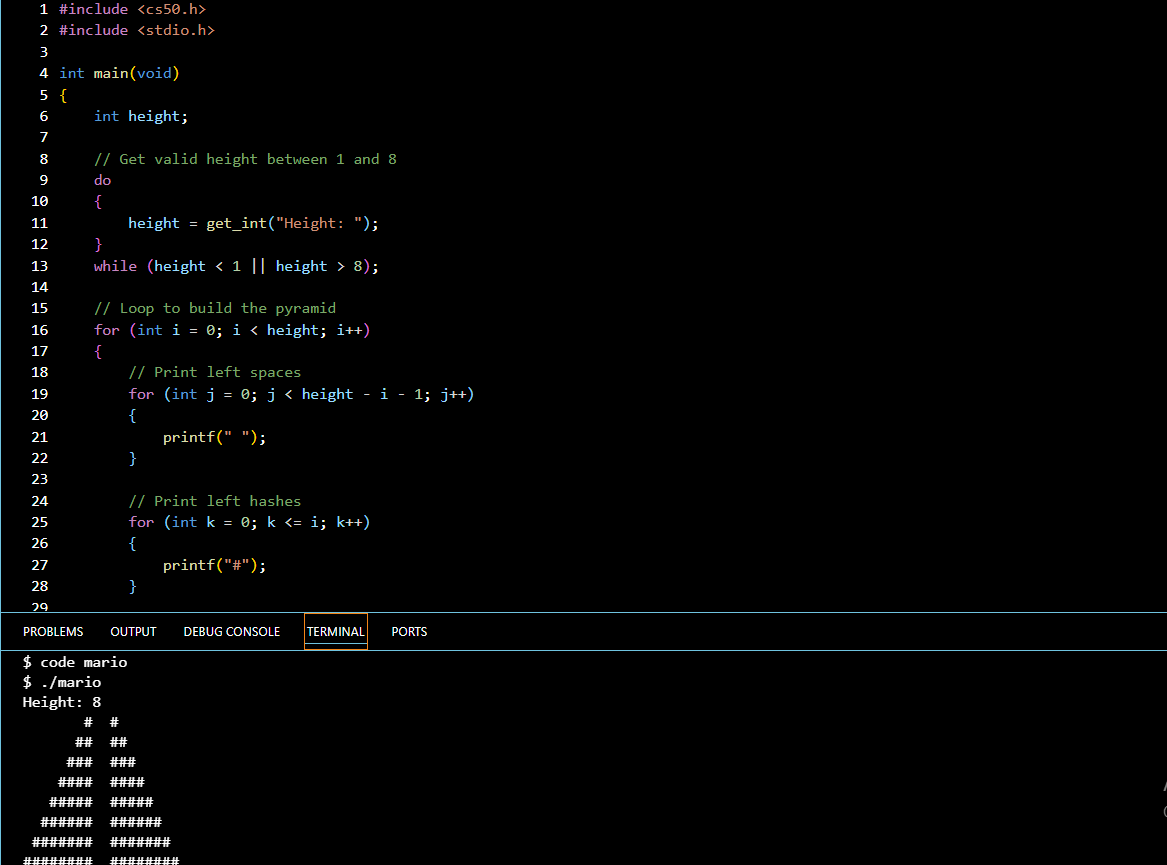 1 #include <cs50.h>
2 #include <stdio.h>
3
4 int main(void)
5 {
6     int height;
7
8     // Get valid height between 1 and 8
9     do
10     {
11         height = get_int("Height: ");
12     }
13     while (height < 1 || height > 8);
14
15     // Loop to build the pyramid
16     for (int i = 0; i < height; i++)
17     {
18         // Print left spaces
19         for (int j = 0; j < height - i - 1; j++)
20         {
21             printf(" ");
22         }
23
24         // Print left hashes
25         for (int k = 0; k <= i; k++)
26         {
27             printf("#");
28         }
29
PROBLEMS OUTPUT DEBUG CONSOLE TERMINAL PORTS
$ code mario
$ ./mario
Height: 8
       #  #
      ##  ##
     ###  ###
    ####  ####
   #####  #####
  ######  ######
 #######  #######
########  ########